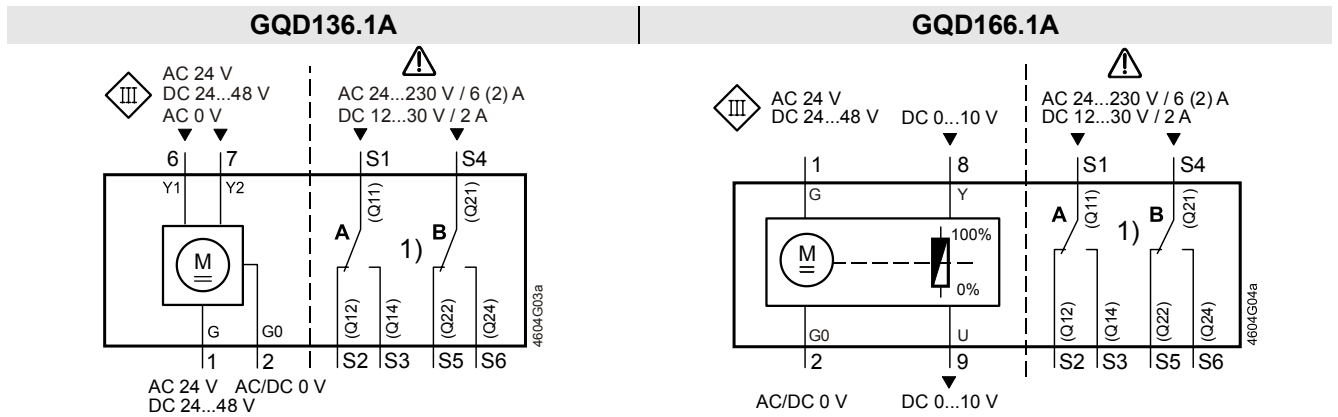 GQD136.1A
GQD166.1A
AC 24 V
DC 24...48 V
AC 0 V
III
AC 24...230 V / 6 (2) A
DC 12...30 V / 2 A
6
7
S1
S4
Y1
Y2
(Q11)
(Q21)
A
1)
B
M
(Q12)
(Q14)
(Q22)
(Q24)
G
G0
1
2
S2
S3
S5
S6
AC 24 V
AC/DC 0 V
DC 24...48 V
4604G03a
III
AC 24 V
DC 24...48 V
DC 0...10 V
AC 24...230 V / 6 (2) A
DC 12...30 V / 2 A
1
8
S1
S4
G
Y
(Q11)
(Q21)
A
1)
B
100%
M
0%
(Q12)
(Q14)
(Q22)
(Q24)
G0
U
2
9
S2
S3
S5
S6
AC/DC 0 V
DC 0...10 V
4604G04a